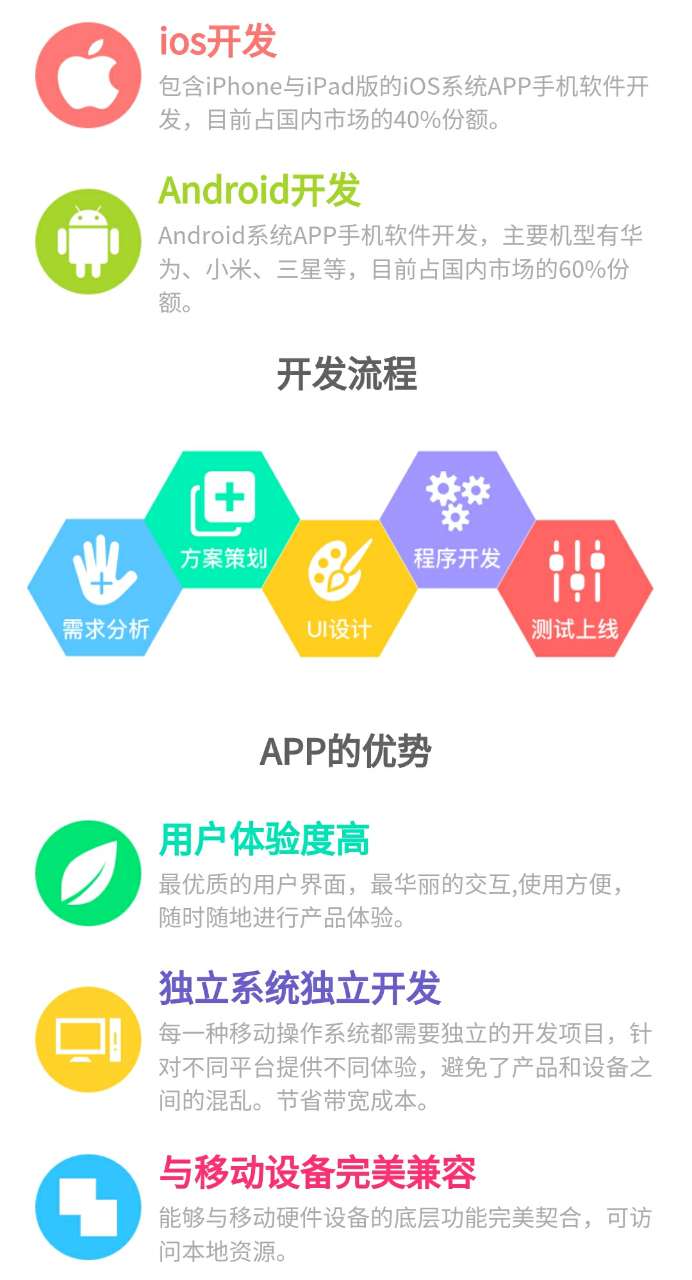 ios开发
包含iPhone与iPad版的iOS系统APP手机软件开
发，目前占国内市场的40%份额。
Android开发
Android系统APP手机软件开发，主要机型有华
为、小米、三星等，目前占国内市场的60%份
额。
开发流程
需求分析
方案策划
UI设计
程序开发
测试上线
APP的优势
用户体验度高
最优质的用户界面，最华丽的交互,使用方便，
随时随地进行产品体验。
独立系统独立开发
每一种移动操作系统都需要独立的开发项目，针
对不同平台提供不同体验，避免了产品和设备之
间的混乱。节省带宽成本。
与移动设备完美兼容
能够与移动硬件设备的底层功能完美契合，可访
问本地资源。